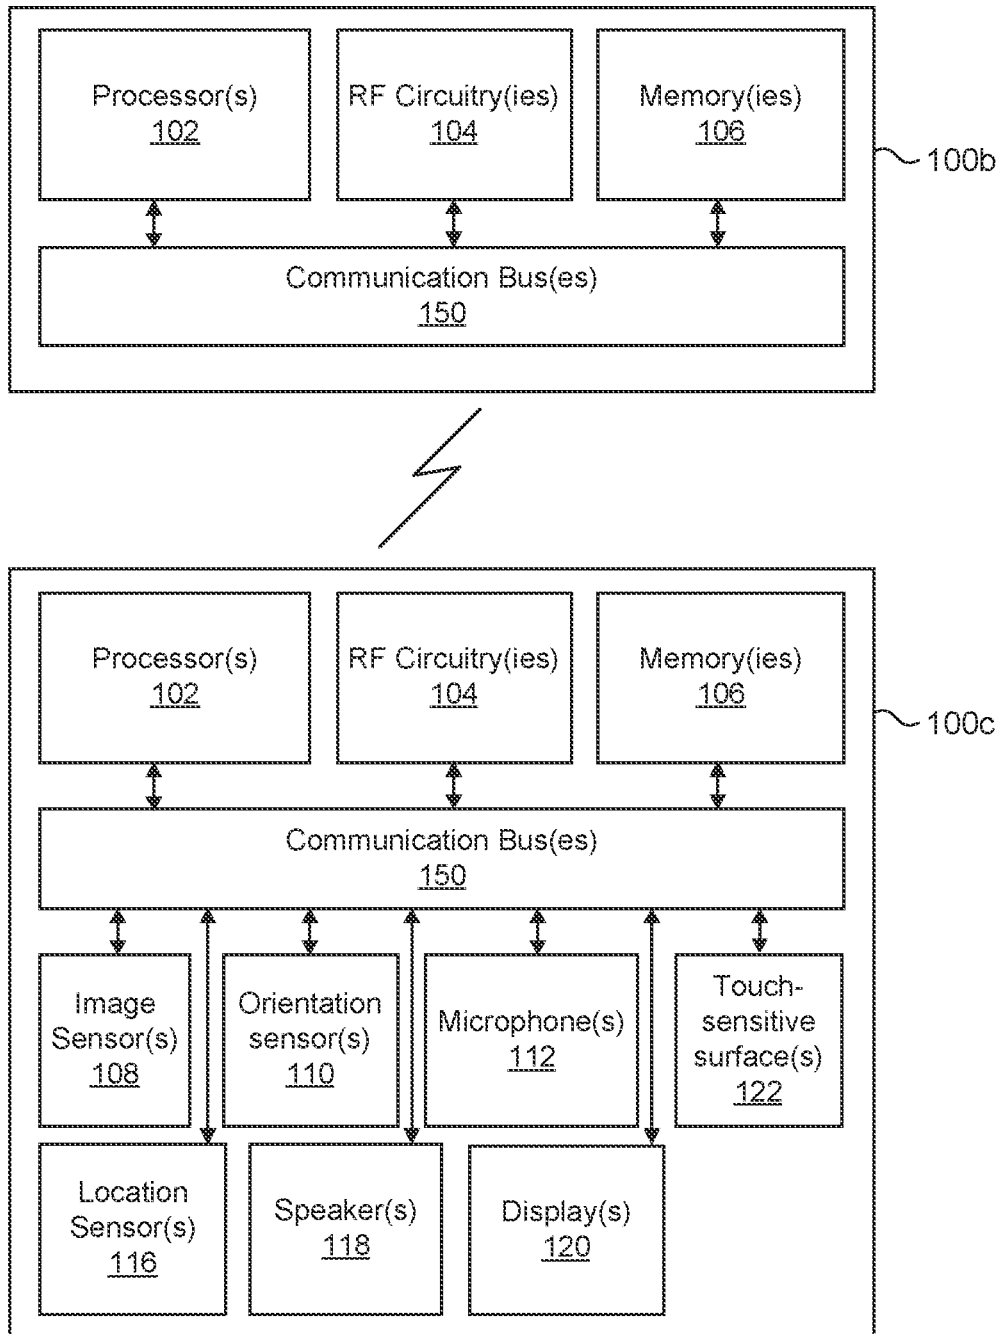 Processor(s)
102
RF Circuitry(ies)
104
Memory(ies)
106
100b
Communication Bus(es)
150
Processor(s)
102
RF Circuitry(ies)
104
Memory(ies)
106
100c
Communication Bus(es)
150
Image
Sensor(s)
108
Orientation
sensor(s)
110
Microphone(s)
112
Touch-
sensitive
surface(s)
122
Location
Sensor(s)
116
Speaker(s)
118
Display(s)
120